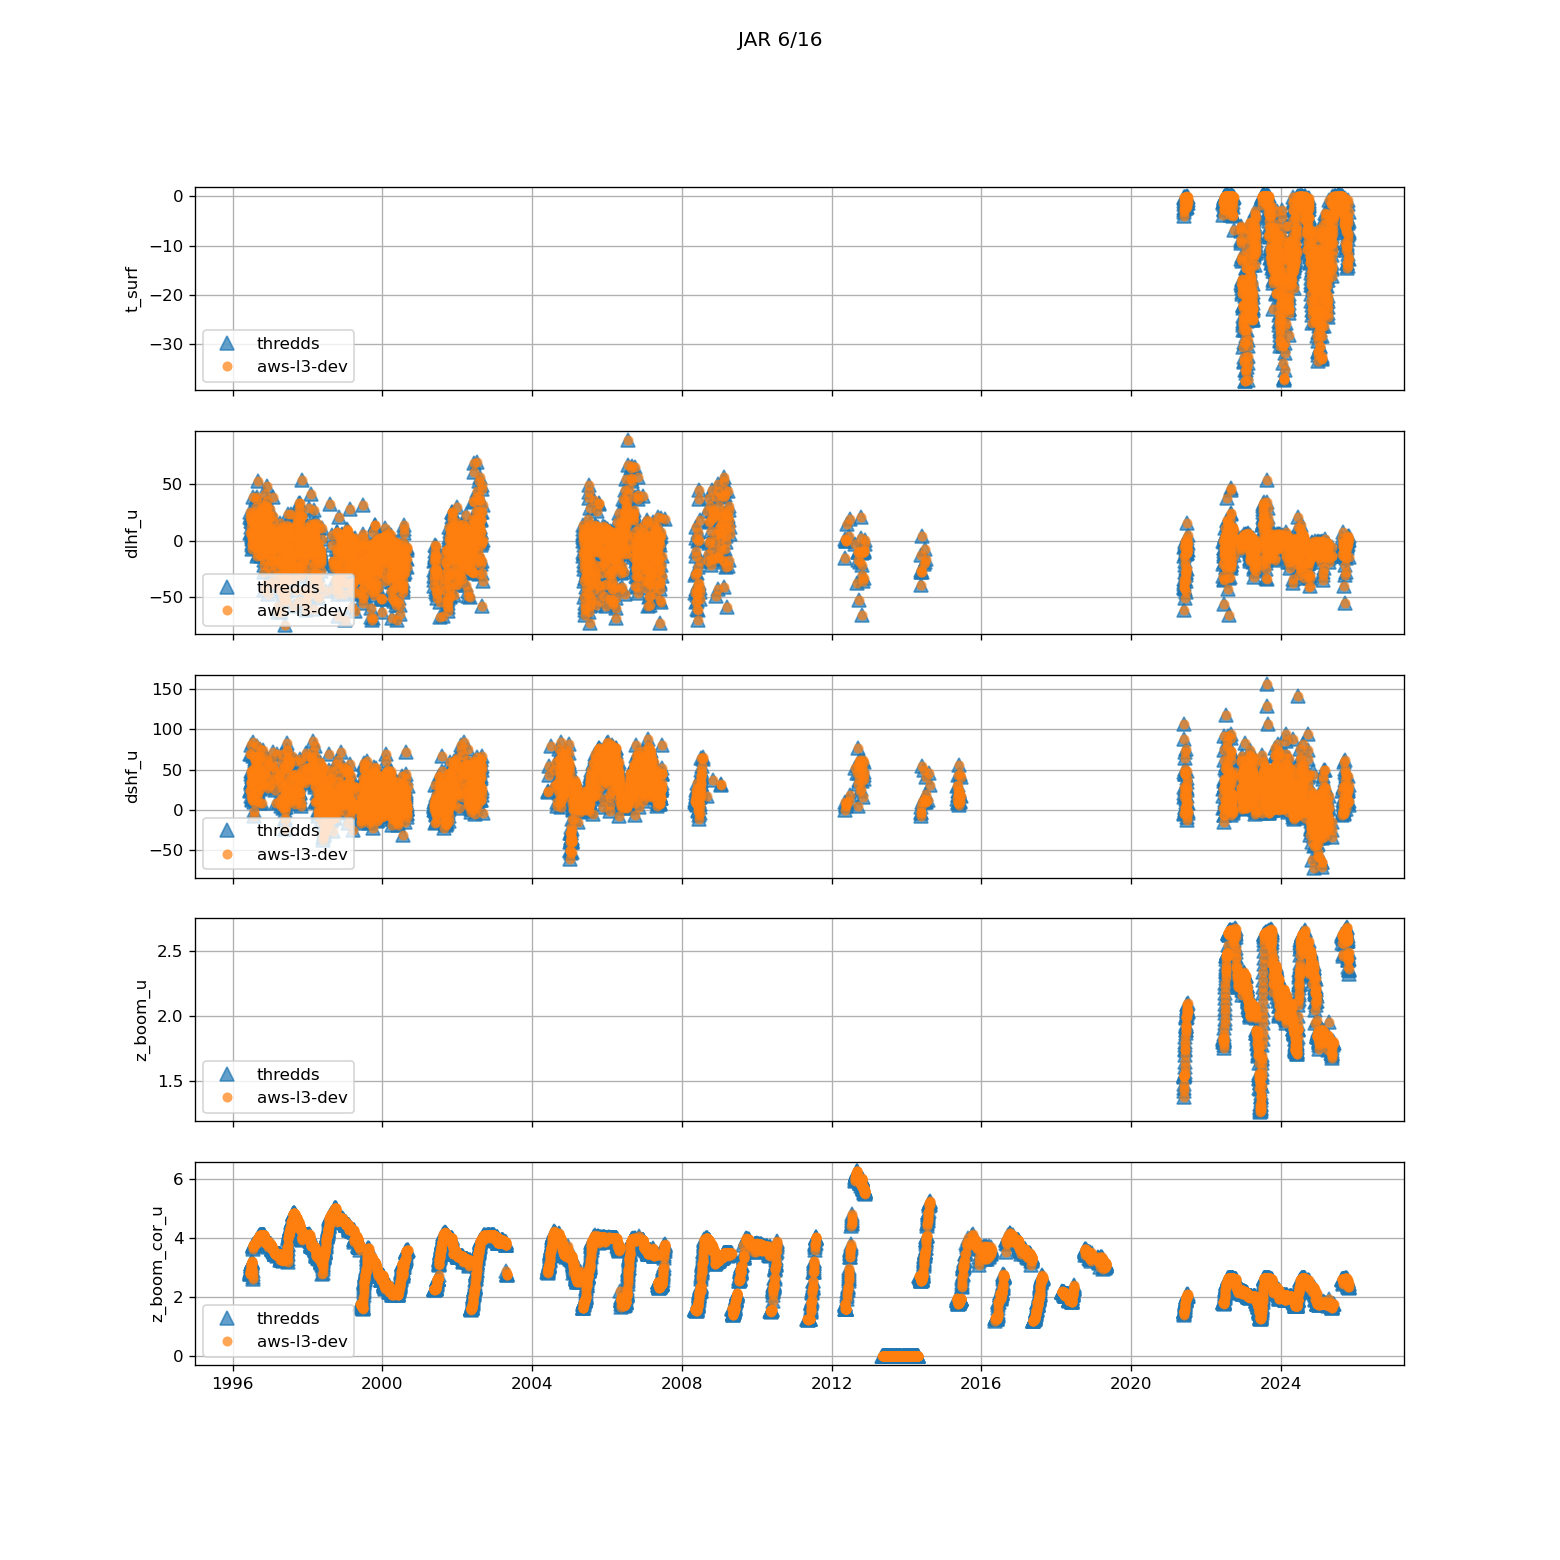 JAR 6/16
0
−10
−20
−30
t_surf
thredds
aws-l3-dev
50
0
−50
dlhf_u
thredds
aws-l3-dev
150
100
50
0
−50
dshf_u
thredds
aws-l3-dev
2.5
2.0
1.5
z_boom_u
thredds
aws-l3-dev
6
4
2
0
z_boom_cor_u
thredds
aws-l3-dev
1996 2000 2004 2008 2012 2016 2020 2024